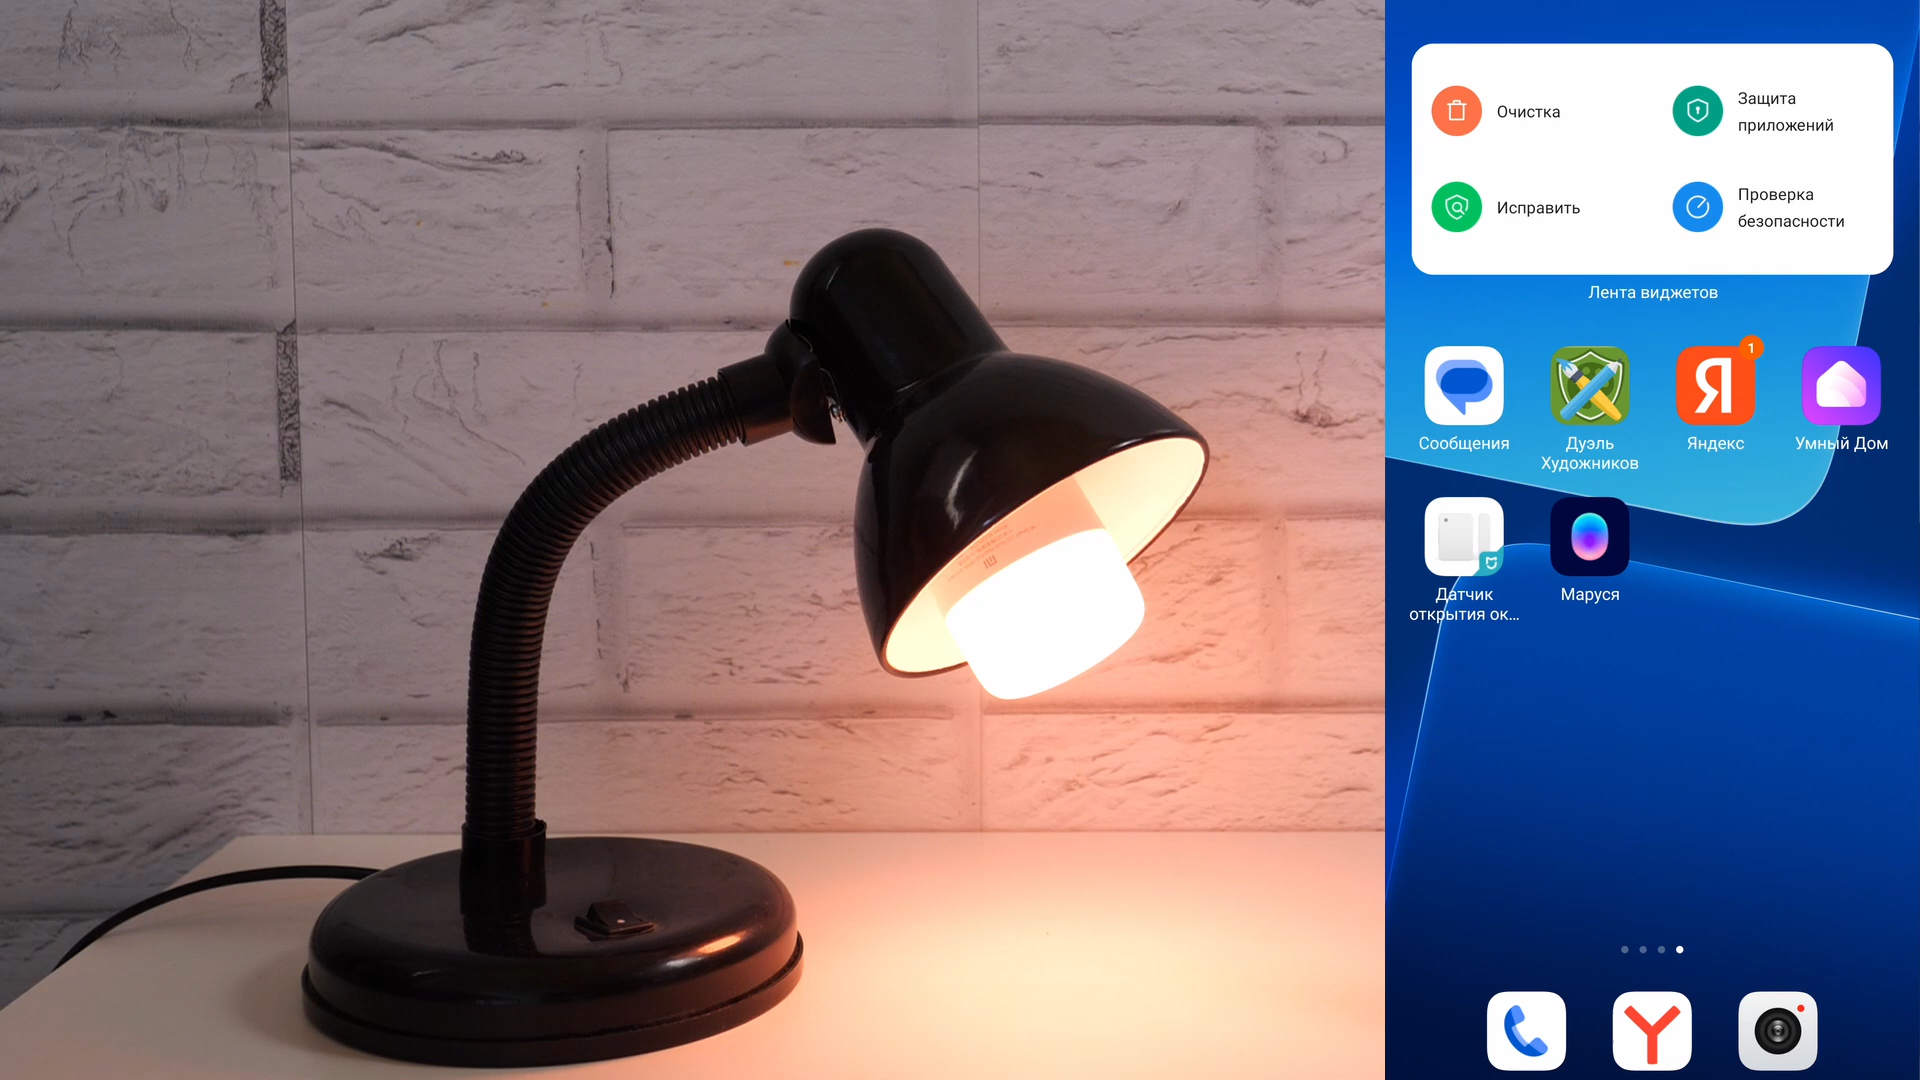 Очистка
Защита
приложений
Исправить
Проверка
безопасности
Лента виджетов
1
Сообщения
Дуэль
Художников
Яндекс
Умный Дом
Датчик
открытия ок...
Маруся